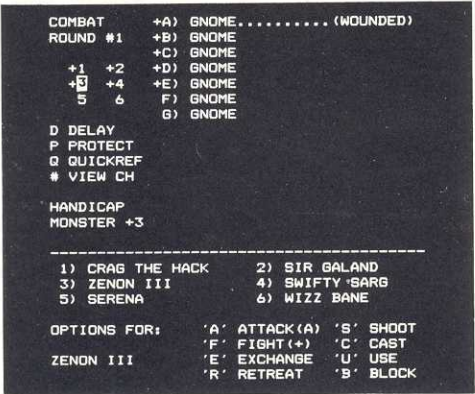 COMBAT +A) GNOME..........(WOUNDED)
ROUND #1 +B) GNOME
+C) GNOME
+1 +2 +D) GNOME
+3 +4 +E) GNOME
5 6 F) GNOME
G) GNOME
D DELAY
P PROTECT
Q QUICKREF
# VIEW CH
HANDICAP
MONSTER +3
----------------------------------------
1) CRAG THE HACK 2) SIR GALAND
3) ZENON III 4) SWIFTY SARG
5) SERENA 6) WIZZ BANE
OPTIONS FOR: 'A' ATTACK(A) 'S' SHOOT
'F' FIGHT(+) 'C' CAST
ZENON III 'E' EXCHANGE 'U' USE
'R' RETREAT 'B' BLOCK